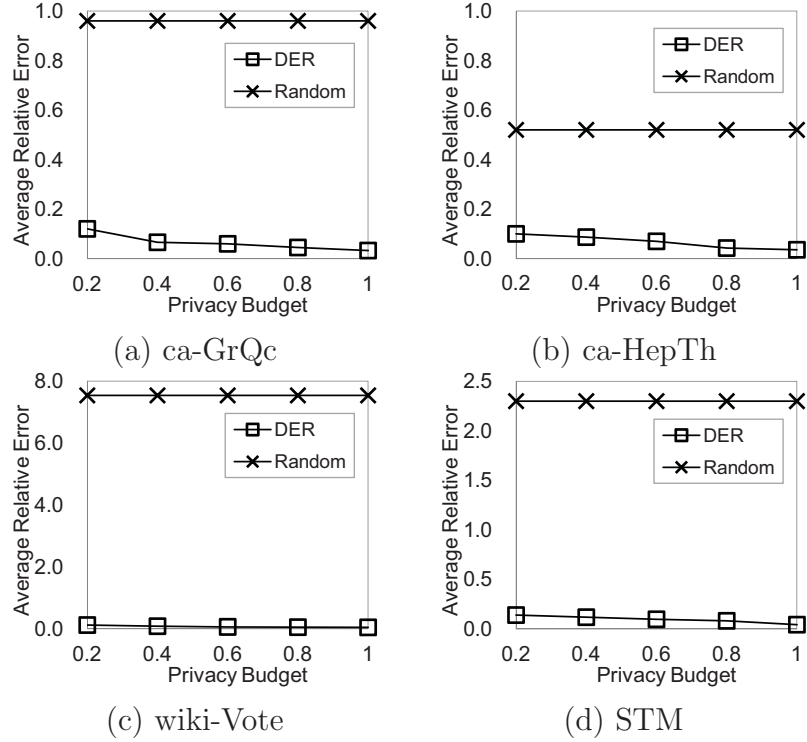 Average Relative Error
1.0
0.8
0.6
0.4
0.2
0.0
DER
Random
0.2 0.4 0.6 0.8 1
Privacy Budget
(a) ca-GrQc
Average Relative Error
1.0
0.8
0.6
0.4
0.2
0.0
DER
Random
0.2 0.4 0.6 0.8 1
Privacy Budget
(b) ca-HepTh
Average Relative Error
8.0
6.0
4.0
2.0
0.0
DER
Random
0.2 0.4 0.6 0.8 1
Privacy Budget
(c) wiki-Vote
Average Relative Error
2.5
2.0
1.5
1.0
0.5
0.0
DER
Random
0.2 0.4 0.6 0.8 1
Privacy Budget
(d) STM